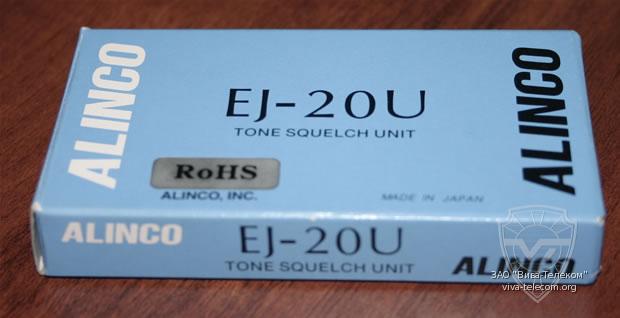 ALINCO
EJ-20U
TONE SQUELCH UNIT
ALINCO
RoHS
ALINCO, INC.
MADE IN JAPAN
ALINCO
EJ-20U
TONE SQUELCH UNIT
ALINCO
ЗАО "Вива-Телеком"
viva-telecom.org